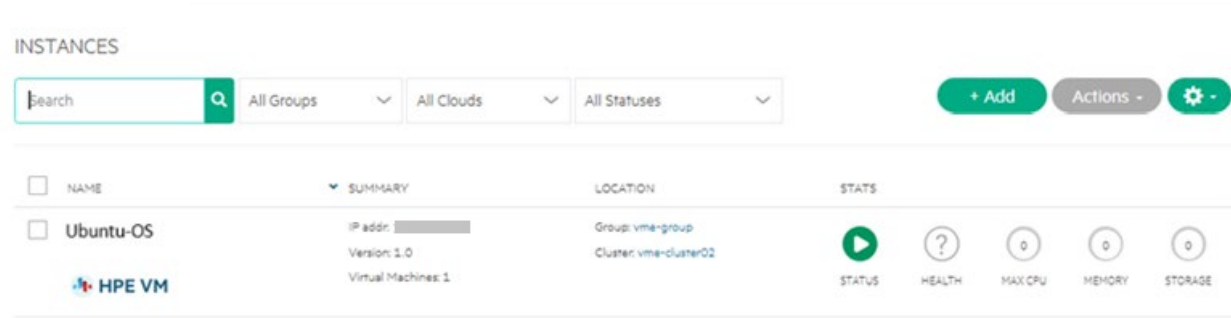 INSTANCES
Search All Groups All Clouds All Statuses + Add Actions
NAME SUMMARY LOCATION STATS
Ubuntu-OS IP addr: Group: vme-group
Version: 1.0 Cluster: vme-cluster02
HPE VM Virtual Machines: 1
? 0 0 0
STATUS HEALTH MAX CPU MEMORY STORAGE